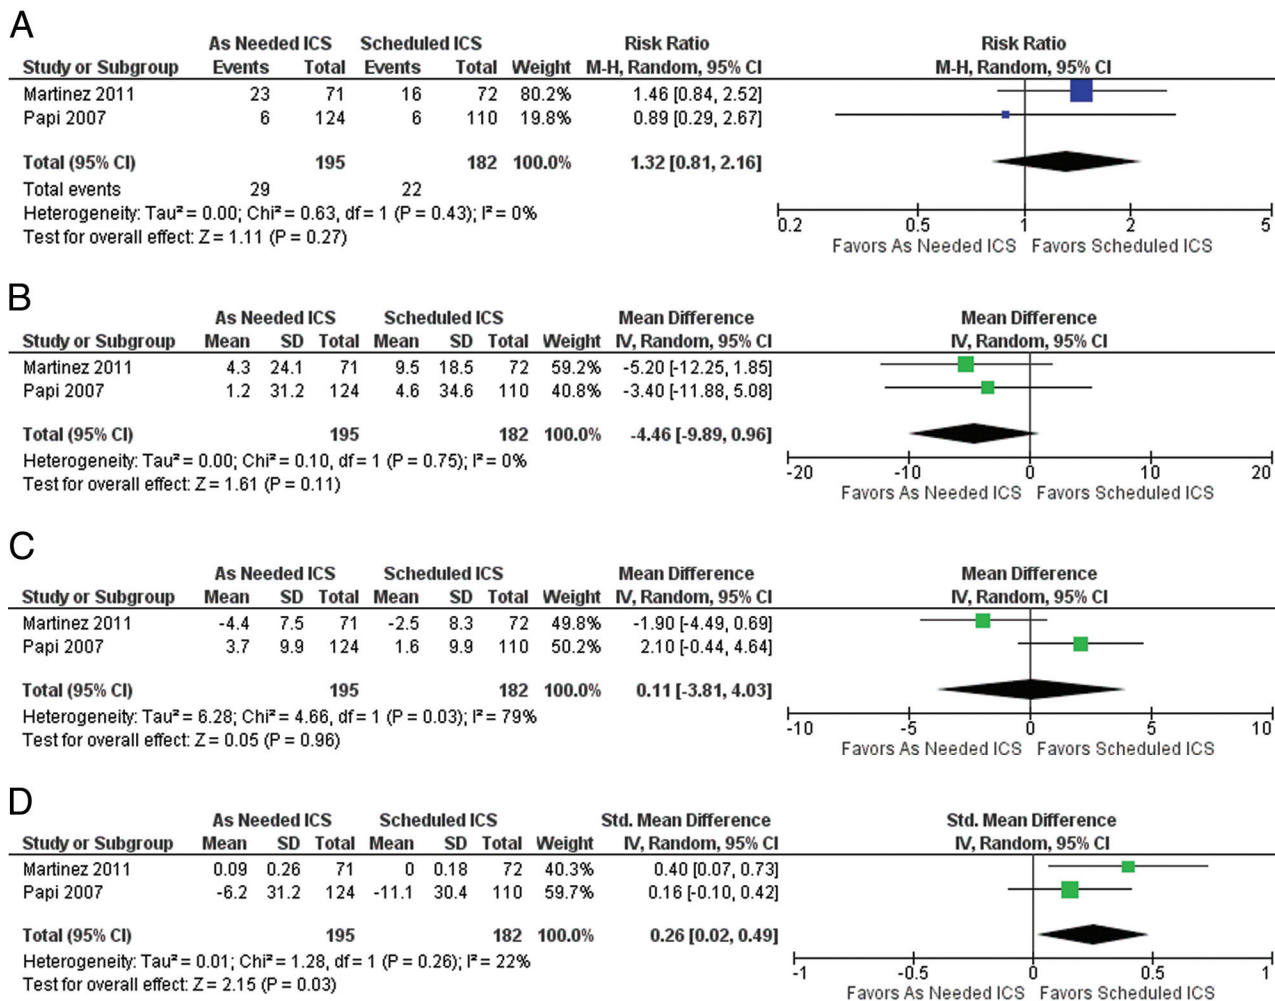 A
As Needed ICS Scheduled ICS Risk Ratio Risk Ratio
Study or Subgroup Events Total Events Total Weight M-H, Random, 95% CI M-H, Random, 95% CI
Martinez 2011 23 71 16 72 80.2% 1.46 [0.84, 2.52]
Papi 2007 6 124 6 110 19.8% 0.89 [0.29, 2.67]
Total (95% CI) 195 182 100.0% 1.32 [0.81, 2.16]
Total events 29 22
Heterogeneity: Tau² = 0.00; Chi² = 0.63, df = 1 (P = 0.43); I² = 0%
Test for overall effect: Z = 1.11 (P = 0.27)
0.2 0.5 1 2 5
Favors As Needed ICS Favors Scheduled ICS
B
As Needed ICS Scheduled ICS Mean Difference Mean Difference
Study or Subgroup Mean SD Total Mean SD Total Weight IV, Random, 95% CI IV, Random, 95% CI
Martinez 2011 4.3 24.1 71 9.5 18.5 72 59.2% -5.20 [-12.25, 1.85]
Papi 2007 1.2 31.2 124 4.6 34.6 110 40.8% -3.40 [-11.88, 5.08]
Total (95% CI) 195 182 100.0% -4.46 [-9.89, 0.96]
Heterogeneity: Tau² = 0.00; Chi² = 0.10, df = 1 (P = 0.75); I² = 0%
Test for overall effect: Z = 1.61 (P = 0.11)
-20 -10 0 10 20
Favors As Needed ICS Favors Scheduled ICS
C
As Needed ICS Scheduled ICS Mean Difference Mean Difference
Study or Subgroup Mean SD Total Mean SD Total Weight IV, Random, 95% CI IV, Random, 95% CI
Martinez 2011 -4.4 7.5 71 -2.5 8.3 72 49.8% -1.90 [-4.49, 0.69]
Papi 2007 3.7 9.9 124 1.6 9.9 110 50.2% 2.10 [-0.44, 4.64]
Total (95% CI) 195 182 100.0% 0.11 [-3.81, 4.03]
Heterogeneity: Tau² = 6.28; Chi² = 4.66, df = 1 (P = 0.03); I² = 79%
Test for overall effect: Z = 0.05 (P = 0.96)
-10 -5 0 5 10
Favors As Needed ICS Favors Scheduled ICS
D
As Needed ICS Scheduled ICS Std. Mean Difference Std. Mean Difference
Study or Subgroup Mean SD Total Mean SD Total Weight IV, Random, 95% CI IV, Random, 95% CI
Martinez 2011 0.09 0.26 71 0 0.18 72 40.3% 0.40 [0.07, 0.73]
Papi 2007 -6.2 31.2 124 -11.1 30.4 110 59.7% 0.16 [-0.10, 0.42]
Total (95% CI) 195 182 100.0% 0.26 [0.02, 0.49]
Heterogeneity: Tau² = 0.01; Chi² = 1.28, df = 1 (P = 0.26); I² = 22%
Test for overall effect: Z = 2.15 (P = 0.03)
-1 -0.5 0 0.5 1
Favors As Needed ICS Favors Scheduled ICS